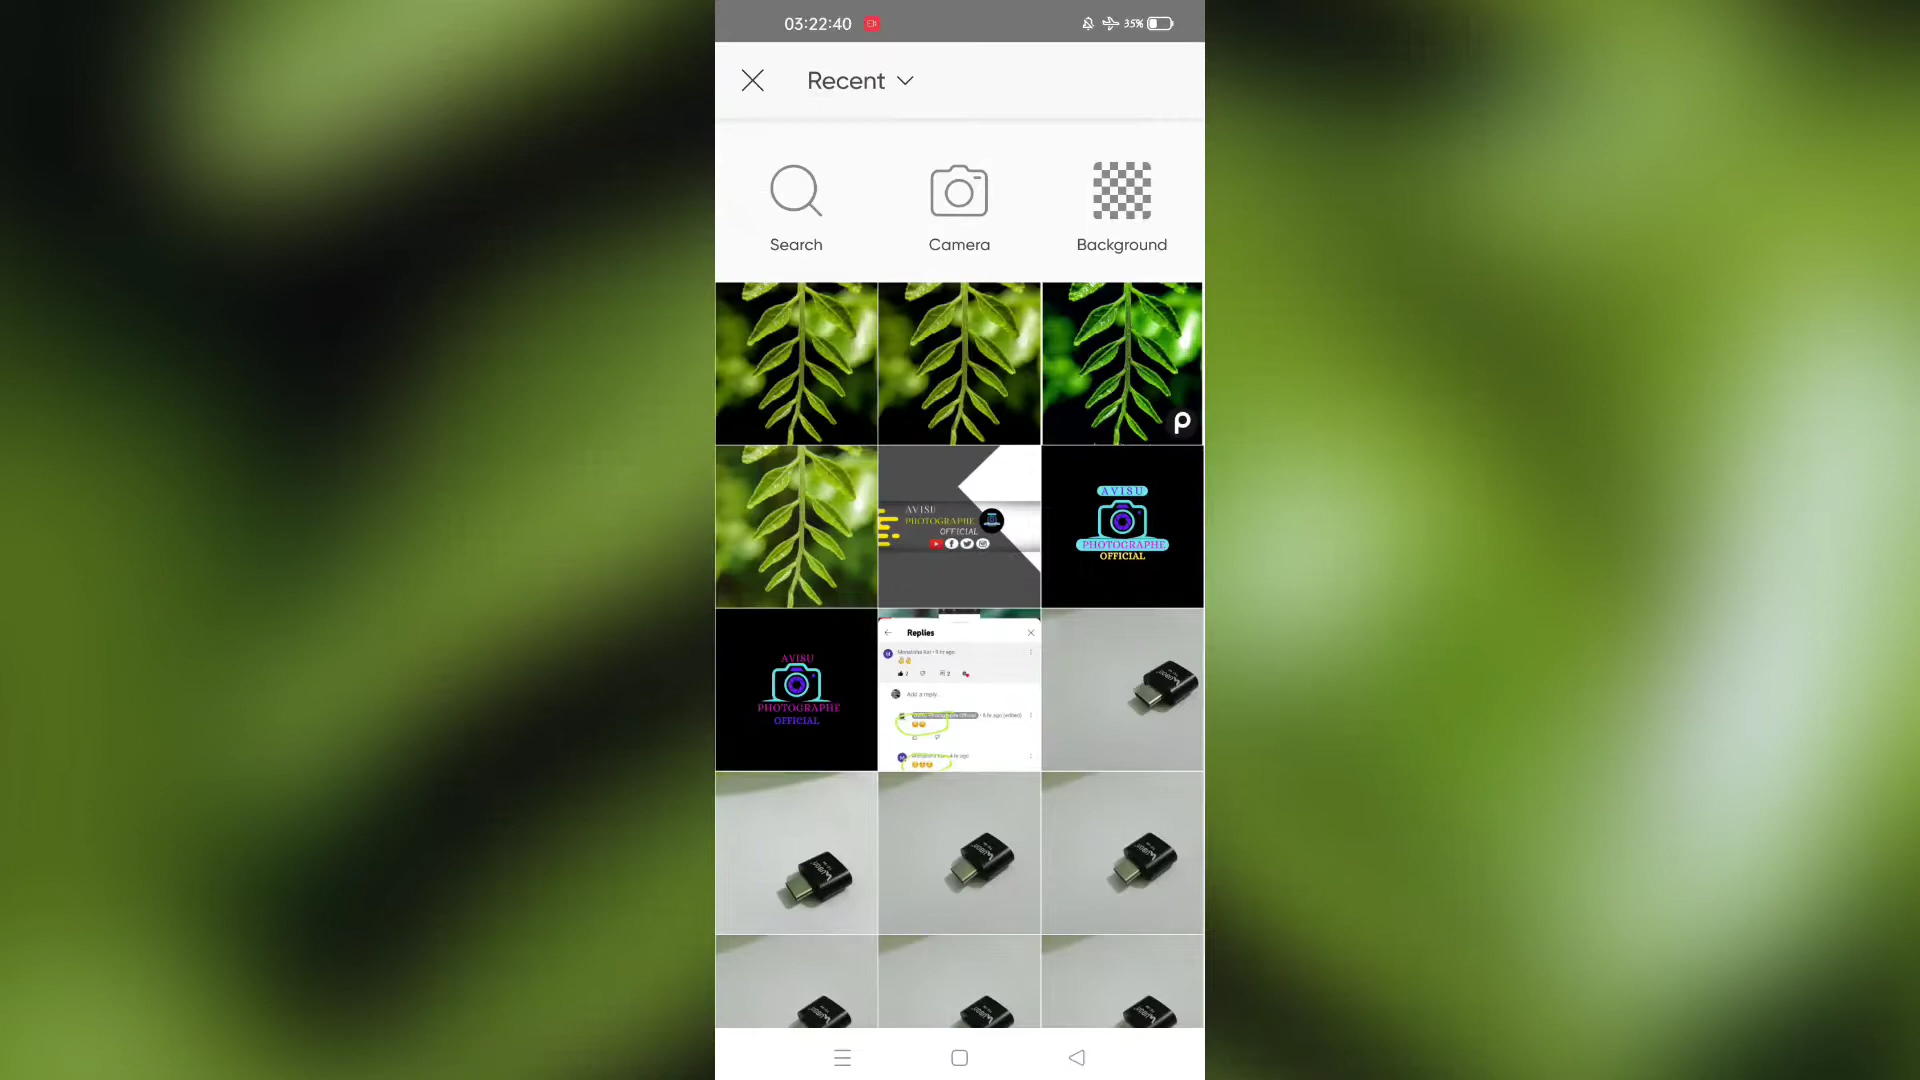 03:22:40
35%
Recent
Search
Camera
Background
AVISU
PHOTOGRAPHE
OFFICIAL
AVISU
PHOTOGRAPHE
OFFICIAL
AVISU
PHOTOGRAPHE
OFFICIAL
Replies
Add a reply...